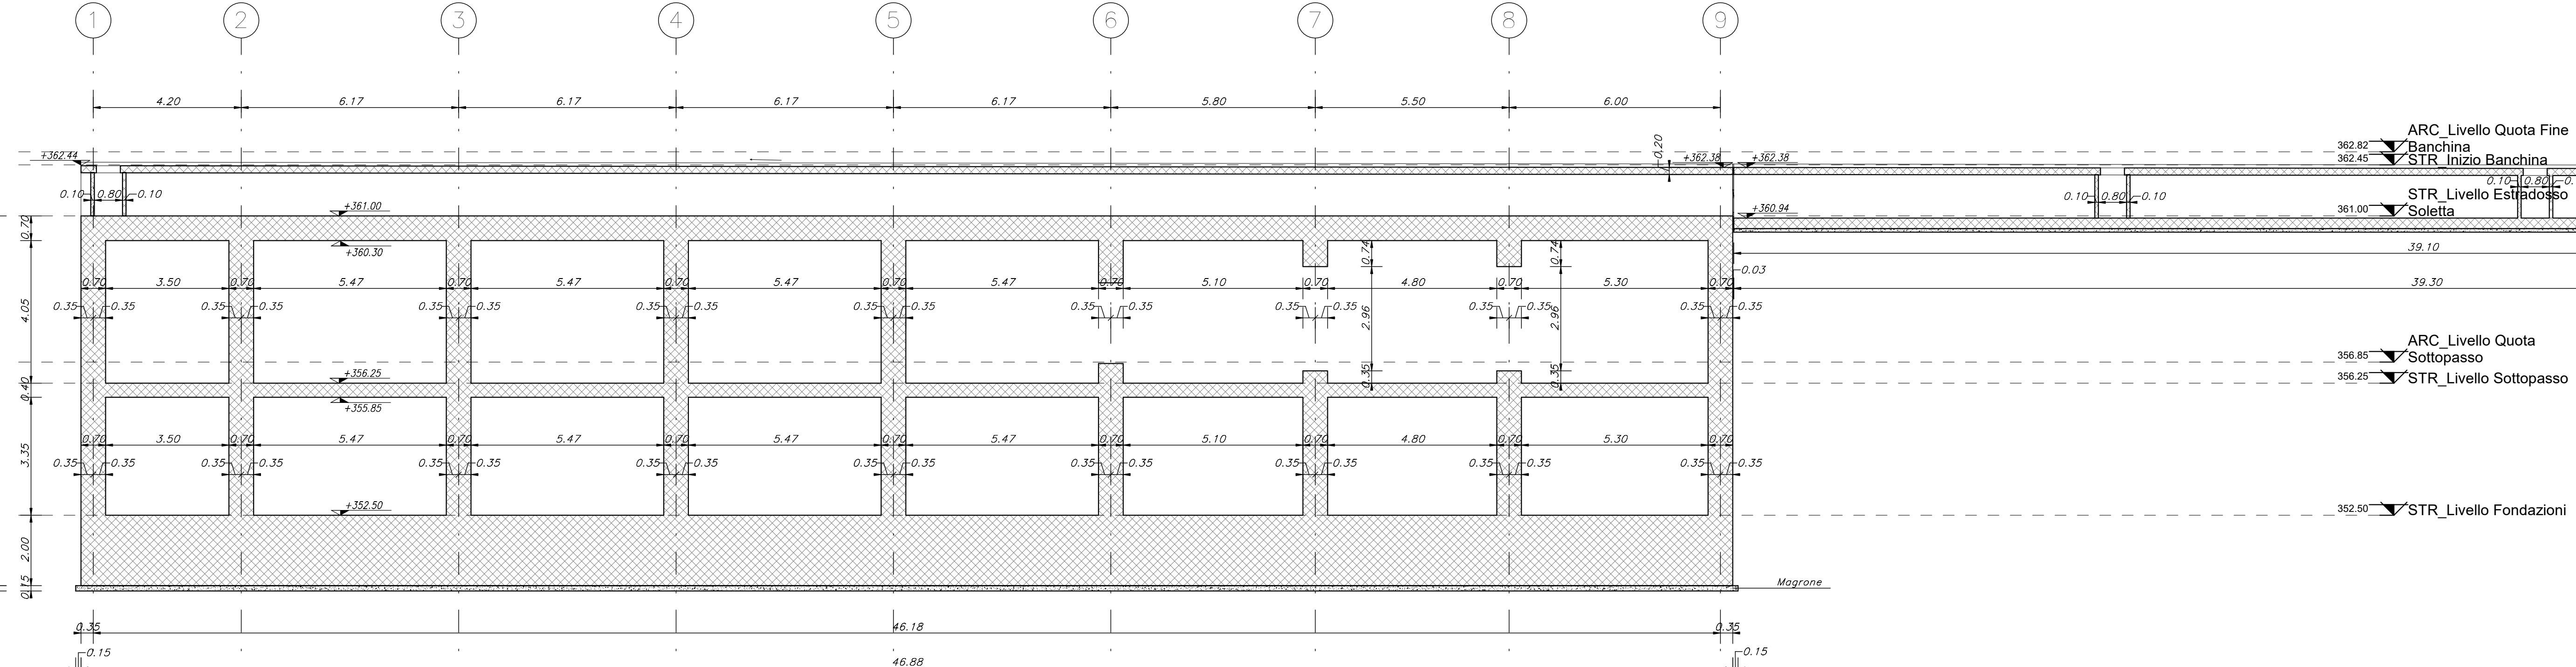 1 2 3 4 5 6 7 8 9
4.20 6.17 6.17 6.17 6.17 5.80 5.50 6.00
ARC_Livello Quota Fine
362.82 Banchina
362.45 STR_Inizio Banchina
+362.44 0.20 +362.38 +362.38
0.10 0.80 0.10
0.10 0.80 0.10
0.10 0.80
STR_Livello Estradosso
361.00 Soletta
+361.00 +360.94
0.70
+360.30
0.74 0.74
39.10
0.03
0.70 3.50 0.70 5.47 0.70 5.47 0.70 5.47 0.70 5.47 0.70 5.10 0.70 4.80 0.70 5.30 0.70 39.30
0.35 0.35 0.35 0.35 0.35 0.35 0.35 0.35 0.35 0.35 0.35 0.35 0.35 0.35 0.35 0.35 0.35 0.35
4.05 2.96 2.96
ARC_Livello Quota
356.85 Sottopasso
+356.25
0.35 0.35
356.25 STR_Livello Sottopasso
0.40
+355.85
0.70 3.50 0.70 5.47 0.70 5.47 0.70 5.47 0.70 5.47 0.70 5.10 0.70 4.80 0.70 5.30 0.70
3.35
0.35 0.35 0.35 0.35 0.35 0.35 0.35 0.35 0.35 0.35 0.35 0.35 0.35 0.35 0.35 0.35 0.35 0.35
+352.50
352.50 STR_Livello Fondazioni
2.00
0.15
Magrone
0.35 46.18 0.35
0.15 46.88 0.15